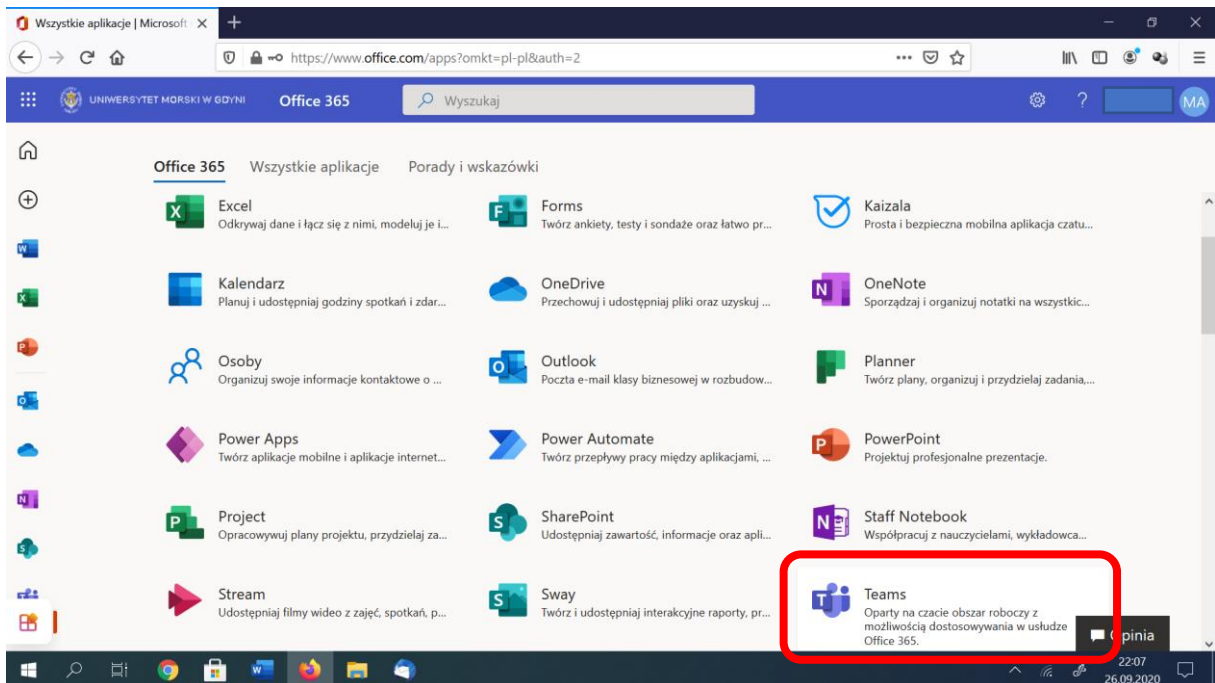 Wszystkie aplikacje | Microsoft
https://www.office.com/apps?omkt=pl-pl&auth=2
UNIWERSYTET MORSKI W GDYNI
Office 365
Wyszukaj
MA
Office 365
Wszystkie aplikacje
Porady i wskazówki
Excel
Odkrywaj dane i łącz się z nimi, modeluj je i...
Forms
Twórz ankiety, testy i sondaże oraz łatwo pr...
Kaizala
Prosta i bezpieczna mobilna aplikacja czatu...
Kalendarz
Planuj i udostępniaj godziny spotkań i zdar...
OneDrive
Przechowuj i udostępniaj pliki oraz uzyskuj ...
OneNote
Sporządzaj i organizuj notatki na wszystkic...
Osoby
Organizuj swoje informacje kontaktowe o ...
Outlook
Poczta e-mail klasy biznesowej w rozbudow...
Planner
Twórz plany, organizuj i przydzielaj zadania,...
Power Apps
Twórz aplikacje mobilne i aplikacje internet...
Power Automate
Twórz przepływy pracy między aplikacjami, ...
PowerPoint
Projektuj profesjonalne prezentacje.
Project
Opracowywuj plany projektu, przydzielaj za...
SharePoint
Udostępniaj zawartość, informacje oraz apli...
Staff Notebook
Współpracuj z nauczycielami, wykładowca...
Stream
Udostępniaj filmy wideo z zajęć, spotkań, p...
Sway
Twórz i udostępniaj interakcyjne raporty, pr...
Teams
Oparty na czacie obszar roboczy z
możliwością dostosowywania w usłudze
Office 365.
Opinia
22:07
26.09.2020